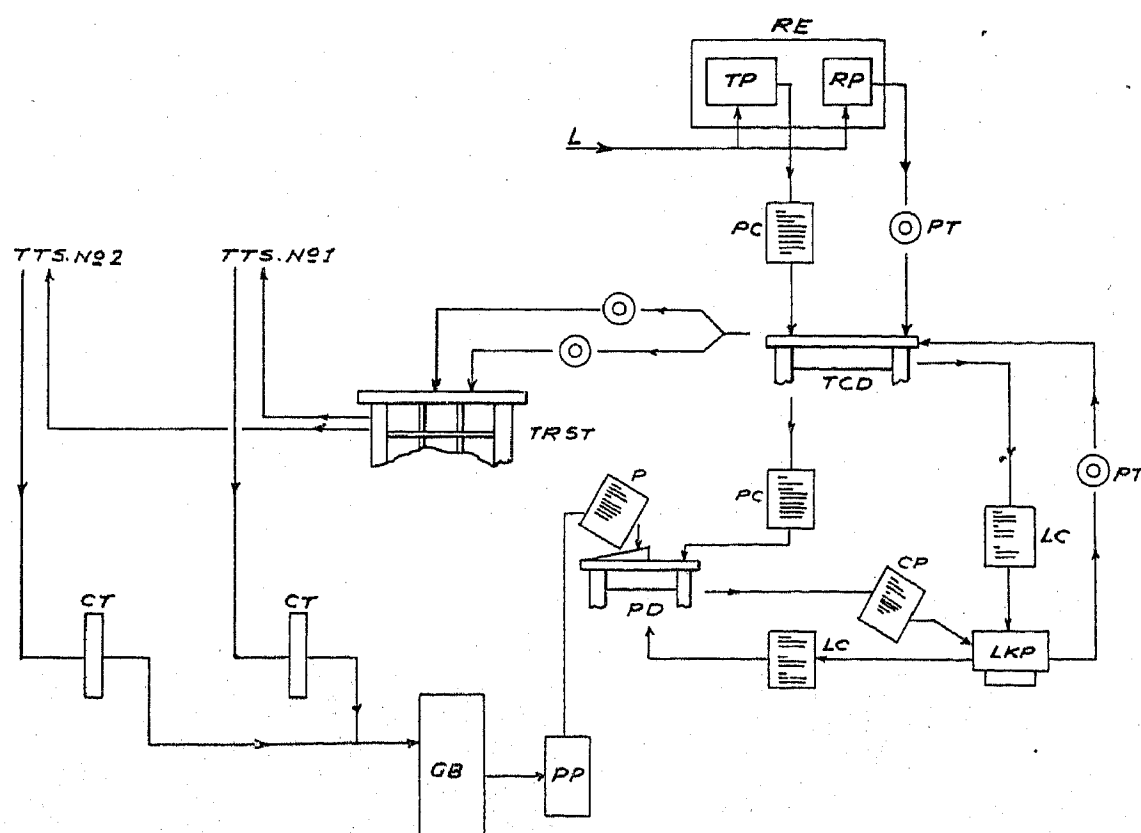 RE
TP
RP
L
PC
PT
TTS. Nº 2
TTS. Nº 1
TCD
TRST
P
PC
PT
LC
CP
PD
LC
LKP
CT
CT
GB
PP